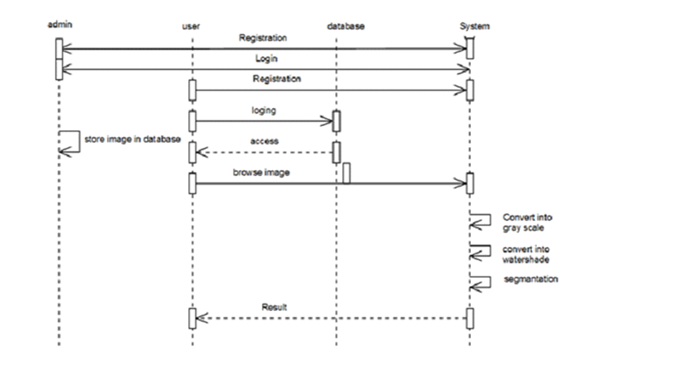 admin
user
database
System
Registration
Login
Registration
loging
store image in database
access
browse image
Convert into
gray scale
convert into
watershade
segmantation
Result